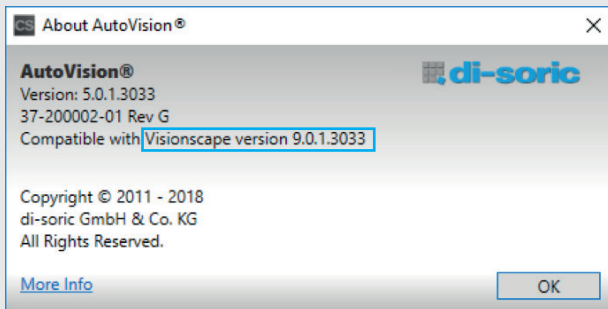 CS About AutoVision®
AutoVision®
di-soric
Version: 5.0.1.3033
37-200002-01 Rev G
Compatible with Visionscape version 9.0.1.3033
Copyright © 2011 - 2018
di-soric GmbH & Co. KG
All Rights Reserved.
More Info
OK